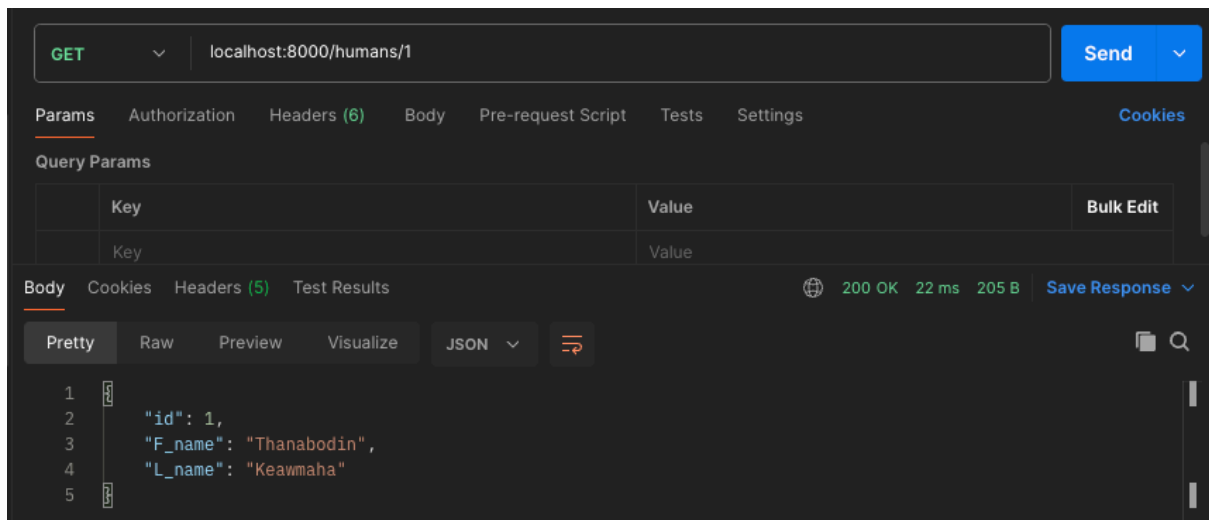 GET localhost:8000/humans/1 Send
Params Authorization Headers (6) Body Pre-request Script Tests Settings Cookies
Query Params
Key Value Bulk Edit
Key Value
Body Cookies Headers (5) Test Results 200 OK 22 ms 205 B Save Response
Pretty Raw Preview Visualize JSON
1 {
2 "id": 1,
3 "F_name": "Thanabodin",
4 "L_name": "Keawmaha"
5 }